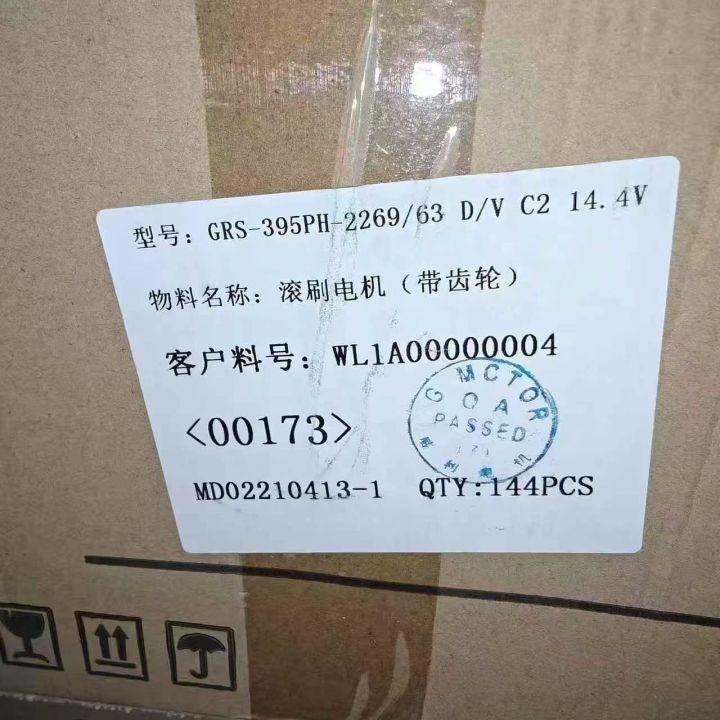 型号: GRS-395PH-2269/63 D/V C2 14.4V
物料名称: 滚刷电机（带齿轮）
客户料号: WL1A00000004
<00173>
MD02210413-1 QTY:144PCS
G MCTOR
QA
PASSED